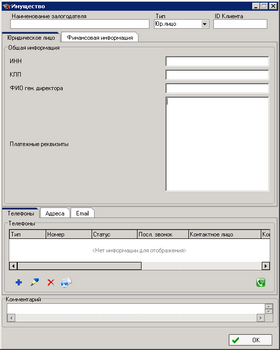 Имущество
Наименование залогодателя Тип ID Клиента
Юр.лицо
Юридическое лицо Финансовая информация
Общая информация
ИНН
КПП
ФИО ген. директора
Платежные реквизиты
Телефоны Адреса Email
Телефоны
Тип Номер Статус Посл. звонок Контактное лицо Ко
<Нет информации для отображения>
Комментарий
OK